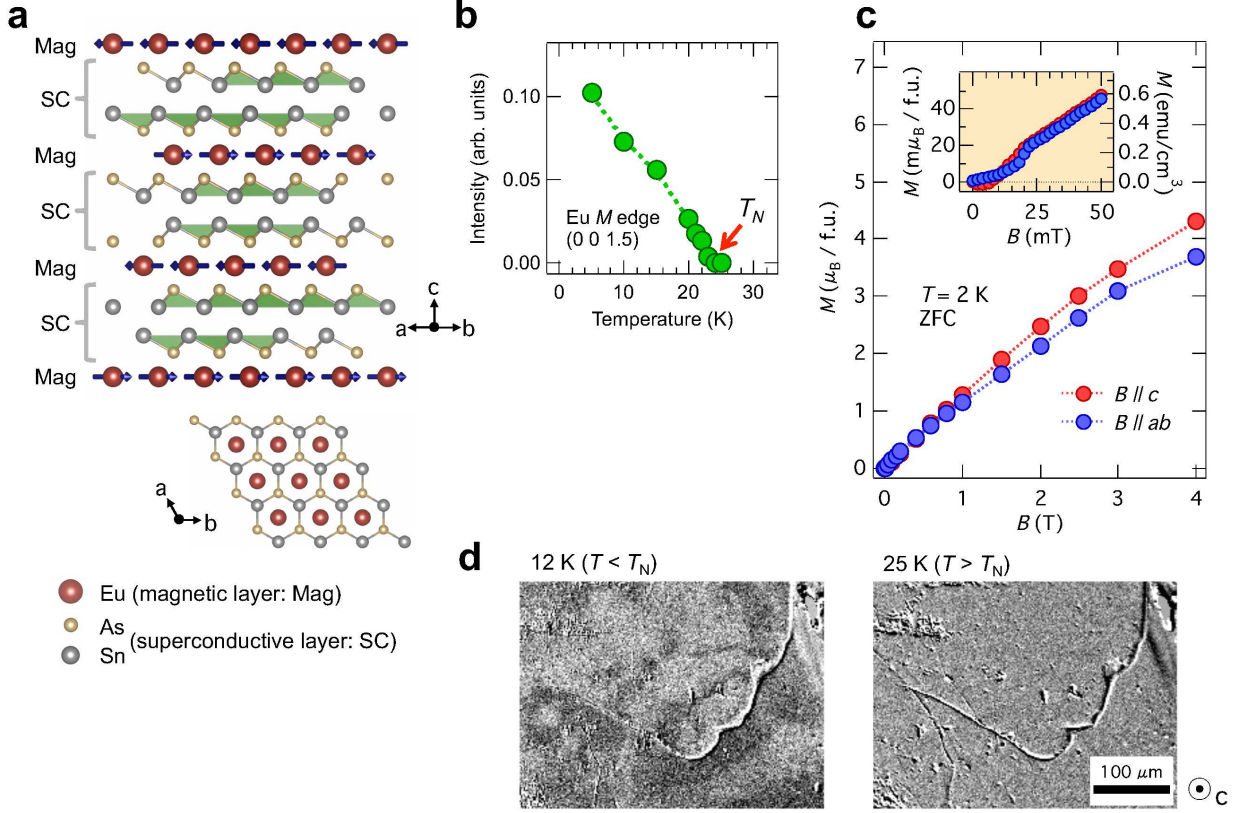 a
Mag
SC
Mag
SC
Mag
SC
Mag
c
a
b
a
b
Eu (magnetic layer: Mag)
As
Sn
(superconductive layer: SC)
b
Intensity (arb. units)
0.10
0.05
0.00
Eu M edge
(0 0 1.5)
T_N
0
10
20
30
40
Temperature (K)
c
M (μ_B / f.u.)
7
6
5
4
3
2
1
0
M (mμ_B / f.u.)
40
20
0
M (emu/cm³)
0.6
0.4
0.2
0.0
0
25
50
B (mT)
T = 2 K
ZFC
B // c
B // ab
0
1
2
3
4
B (T)
d
12 K (T < T_N)
25 K (T > T_N)
100 μm
c